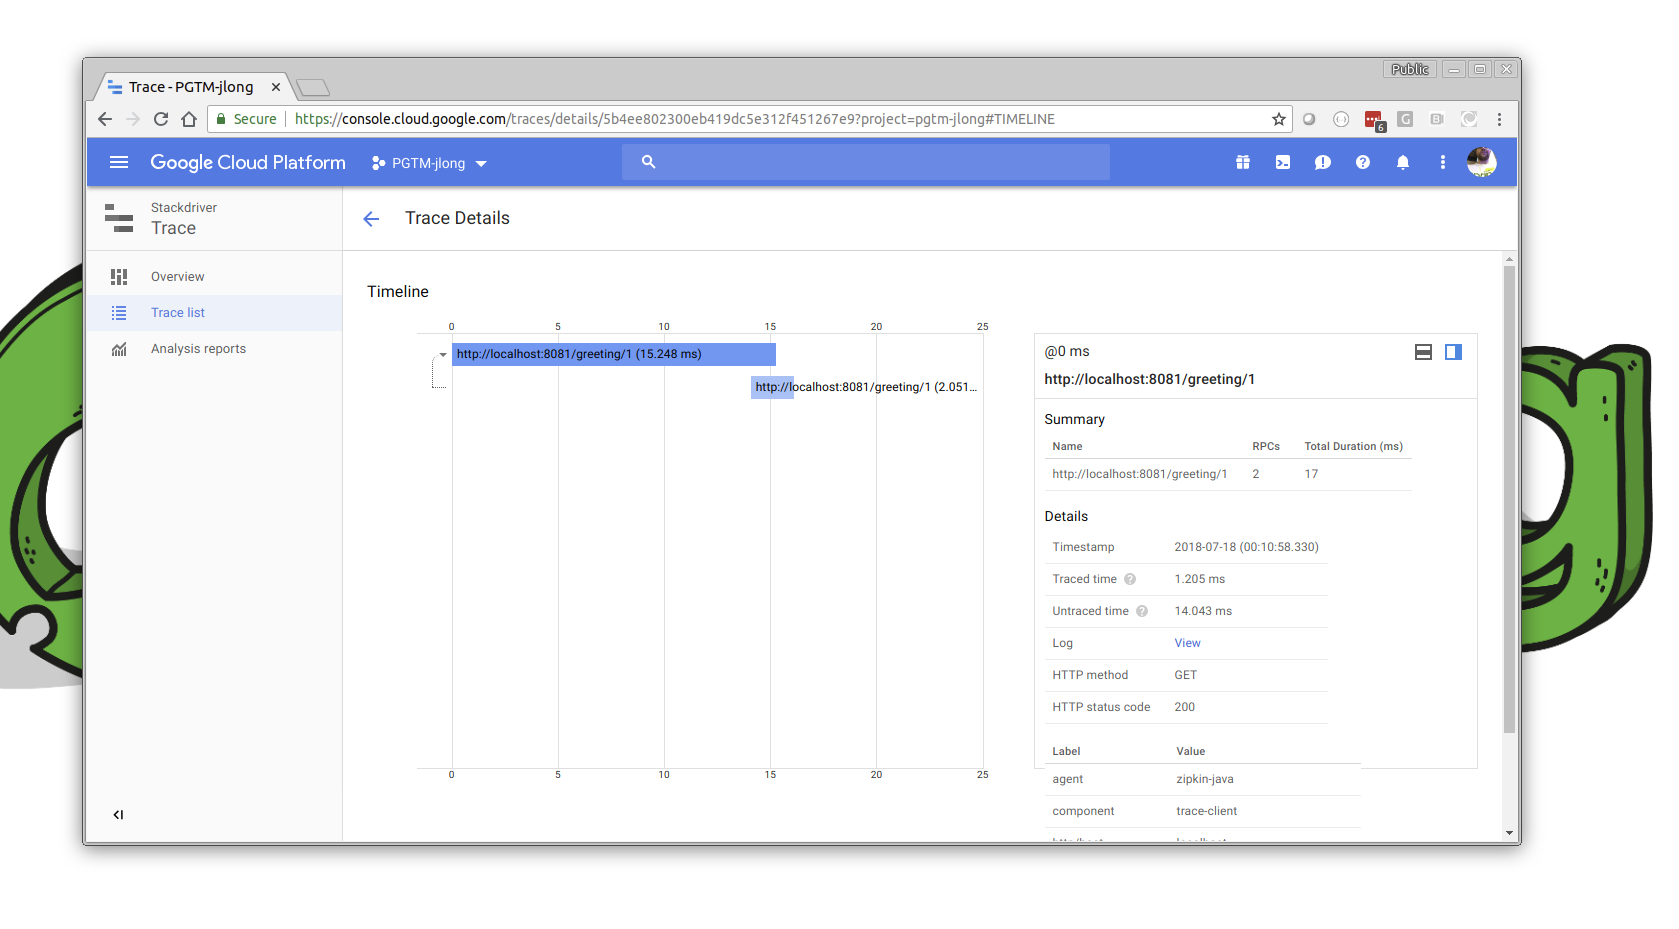 Public
Trace - PGTM-jlong
Secure https://console.cloud.google.com/traces/details/5b4ee802300eb419dc5e312f451267e9?project=pgtm-jlong#TIMELINE
6
Google Cloud Platform PGTM-jlong
Stackdriver
Trace
Trace Details
Overview
Trace list
Analysis reports
Timeline
0 5 10 15 20 25
http://localhost:8081/greeting/1 (15.248 ms)
http://localhost:8081/greeting/1 (2.051...
0 5 10 15 20 25
@0 ms
http://localhost:8081/greeting/1
Summary
Name RPCs Total Duration (ms)
http://localhost:8081/greeting/1 2 17
Details
Timestamp 2018-07-18 (00:10:58.330)
Traced time 1.205 ms
Untraced time 14.043 ms
Log View
HTTP method GET
HTTP status code 200
Label Value
agent zipkin-java
component trace-client